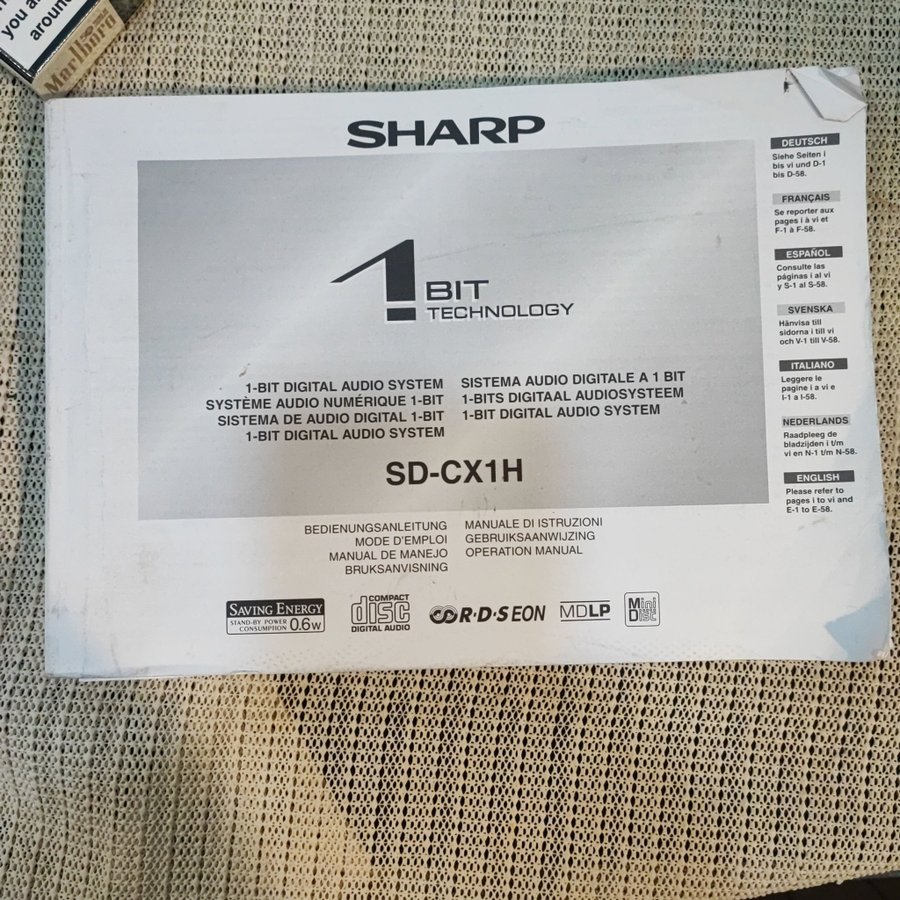 you a
around
Marlboro
SHARP
1 BIT
TECHNOLOGY
1-BIT DIGITAL AUDIO SYSTEM
SYSTÈME AUDIO NUMÉRIQUE 1-BIT
SISTEMA DE AUDIO DIGITAL 1-BIT
1-BIT DIGITAL AUDIO SYSTEM
SISTEMA AUDIO DIGITALE A 1 BIT
1-BITS DIGITAAL AUDIOSYSTEEM
1-BIT DIGITAL AUDIO SYSTEM
SD-CX1H
BEDIENUNGSANLEITUNG
MODE D'EMPLOI
MANUAL DE MANEJO
BRUKSANVISNING
MANUALE DI ISTRUZIONI
GEBRUIKSAANWIJZING
OPERATION MANUAL
SAVING ENERGY
STAND-BY POWER
CONSUMPTION 0.6W
COMPACT
disc
DIGITAL AUDIO
R·D·S EON
MDLP
Mini
Disc
DEUTSCH
Siehe Seiten i
bis vi und D-1
bis D-58.
FRANÇAIS
Se reporter aux
pages i à vi et
F-1 à F-58.
ESPAÑOL
Consulte las
páginas i al vi
y S-1 al S-58.
SVENSKA
Hänvisa till
sidorna i till vi
och V-1 till V-58.
ITALIANO
Leggere le
pagine i a vi e
I-1 a I-58.
NEDERLANDS
Raadpleeg de
bladzijden i t/m
vi en N-1 t/m N-58.
ENGLISH
Please refer to
pages i to vi and
E-1 to E-58.